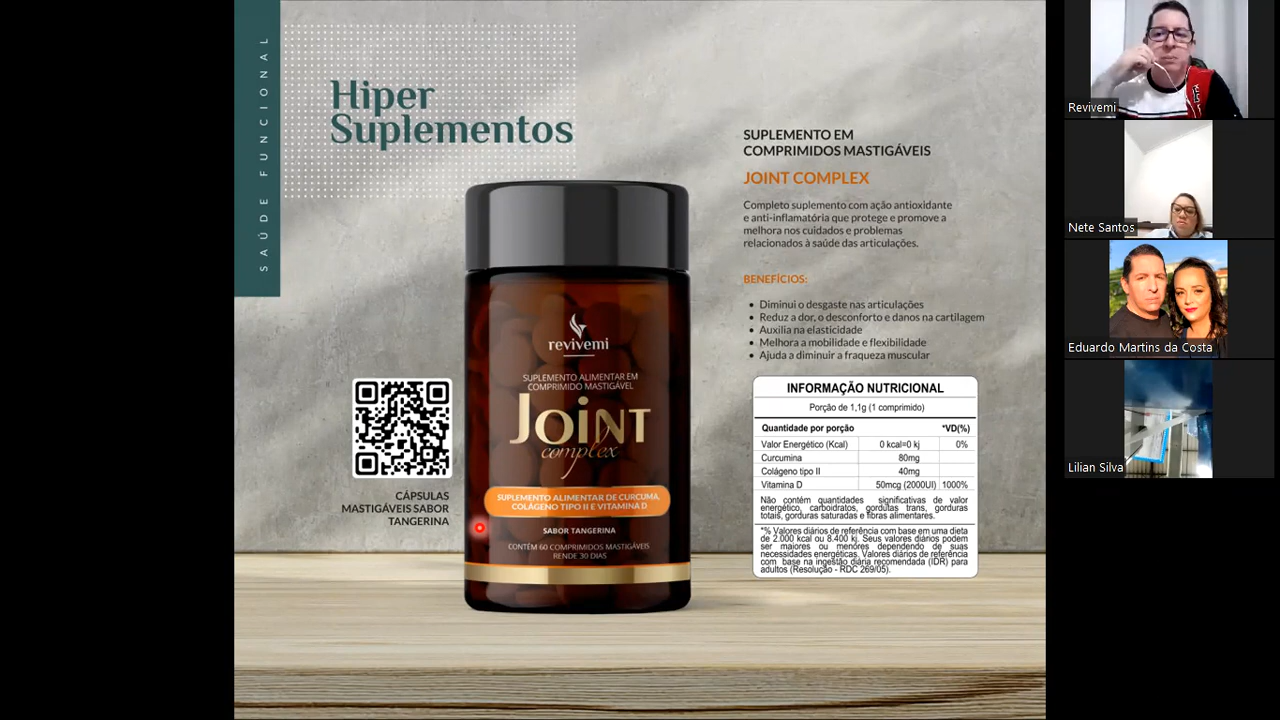 SAÚDE FUNCIONAL
Hiper
Suplementos
SUPLEMENTO EM
COMPRIMIDOS MASTIGÁVEIS
JOINT COMPLEX
Completo suplemento com ação antioxidante
e anti-inflamatória que protege e promove a
melhora nos cuidados e problemas
relacionados à saúde das articulações.
BENEFÍCIOS:
• Diminui o desgaste nas articulações
• Reduz a dor, o desconforto e danos na cartilagem
• Auxilia na elasticidade
• Melhora a mobilidade e flexibilidade
• Ajuda a diminuir a fraqueza muscular
revivemi
SUPLEMENTO ALIMENTAR EM
COMPRIMIDO MASTIGÁVEL
JOINT
complex
SUPLEMENTO ALIMENTAR DE CURCUMA,
COLÁGENO TIPO II E VITAMINA D
SABOR TANGERINA
CONTÉM 60 COMPRIMIDOS MASTIGÁVEIS
RENDE 30 DIAS
CÁPSULAS
MASTIGÁVEIS SABOR
TANGERINA
INFORMAÇÃO NUTRICIONAL
Porção de 1,1g (1 comprimido)
Quantidade por porção *VD(%)
Valor Energético (Kcal) 0 kcal=0 kj 0%
Curcumina 80mg
Colágeno tipo II 40mg
Vitamina D 50mcg (2000UI) 1000%
Não contém quantidades significativas de valor
energético, carboidratos, gorduras trans, gorduras
totais, gorduras saturadas e fibras alimentares.
*% Valores diários de referência com base em uma dieta
de 2.000 kcal ou 8.400 kj. Seus valores diários podem
ser maiores ou menores dependendo de suas
necessidades energéticas. Valores diários de referência
com base na ingestão diária recomendada (IDR) para
adultos (Resolução - RDC 269/05).
Revivemi
Nete Santos
Eduardo Martins da Costa
Lilian Silva